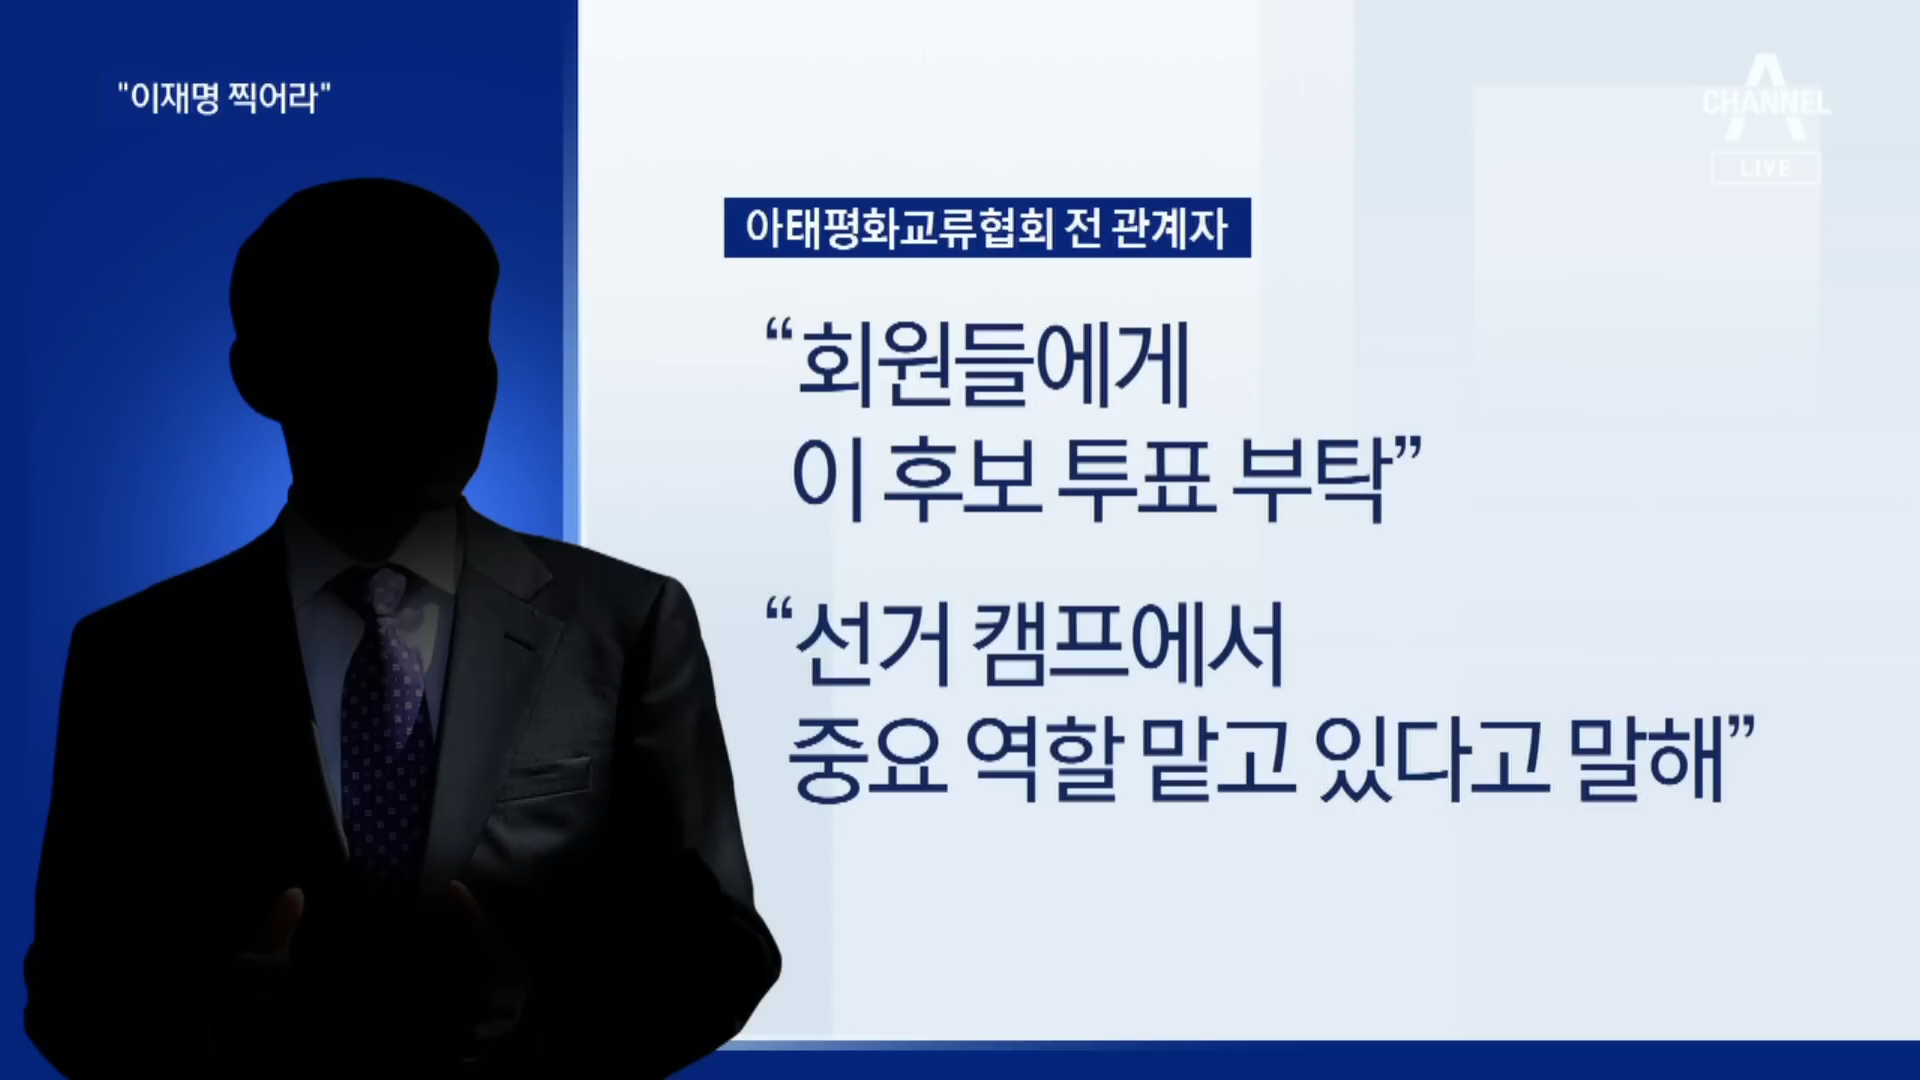 "이재명 찍어라"
CHANNEL A
LIVE
아태평화교류협회 전 관계자
“회원들에게
이 후보 투표 부탁”
“선거 캠프에서
중요 역할 맡고 있다고 말해”